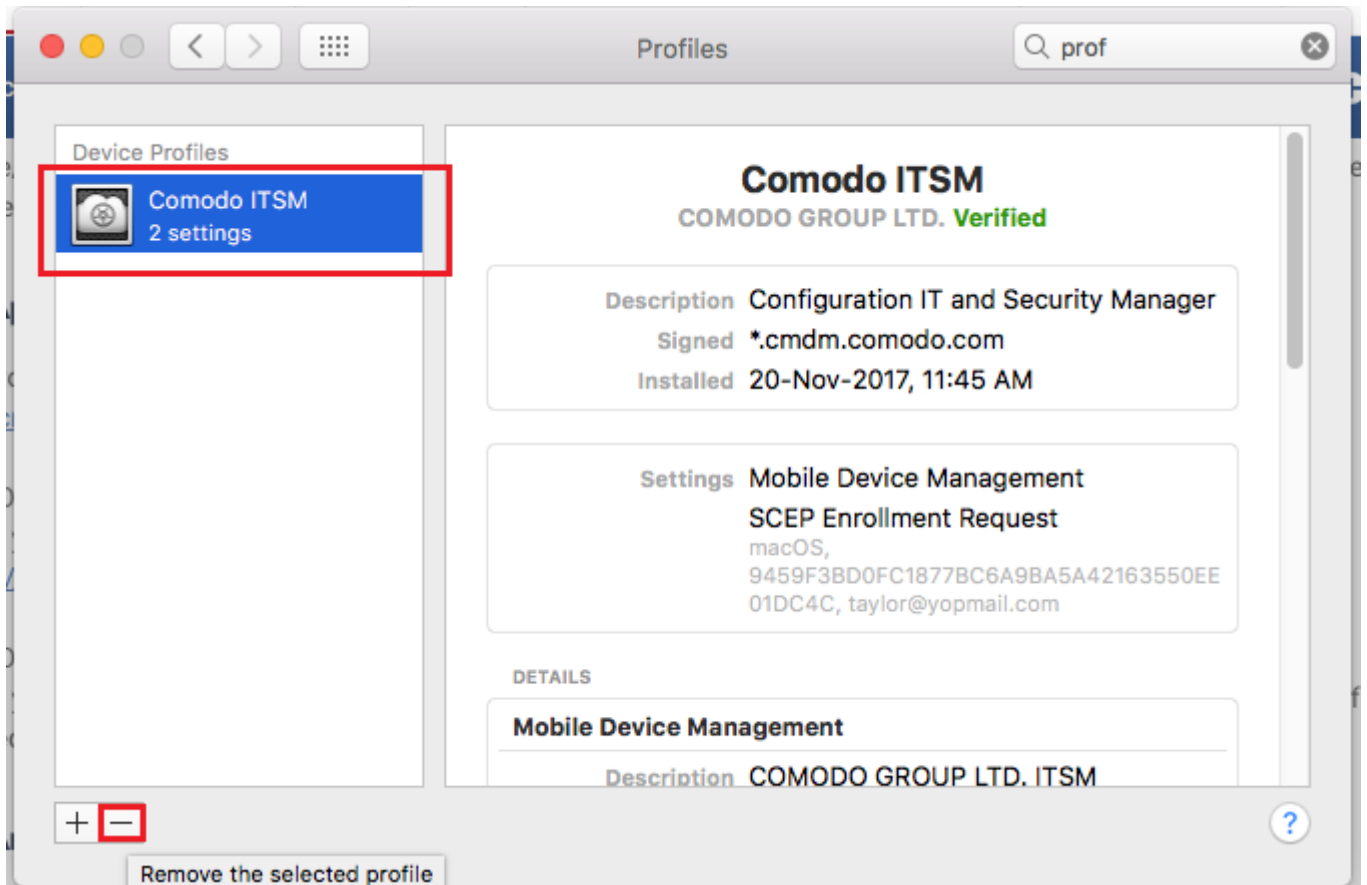 Profiles
prof
Device Profiles
Comodo ITSM
2 settings
Comodo ITSM
COMODO GROUP LTD. Verified
Description Configuration IT and Security Manager
Signed *.cmdm.comodo.com
Installed 20-Nov-2017, 11:45 AM
Settings Mobile Device Management
SCEP Enrollment Request
macOS,
9459F3BD0FC1877BC6A9BA5A42163550EE
01DC4C, taylor@yopmail.com
DETAILS
Mobile Device Management
Description COMODO GROUP LTD. ITSM
+ −
?
Remove the selected profile